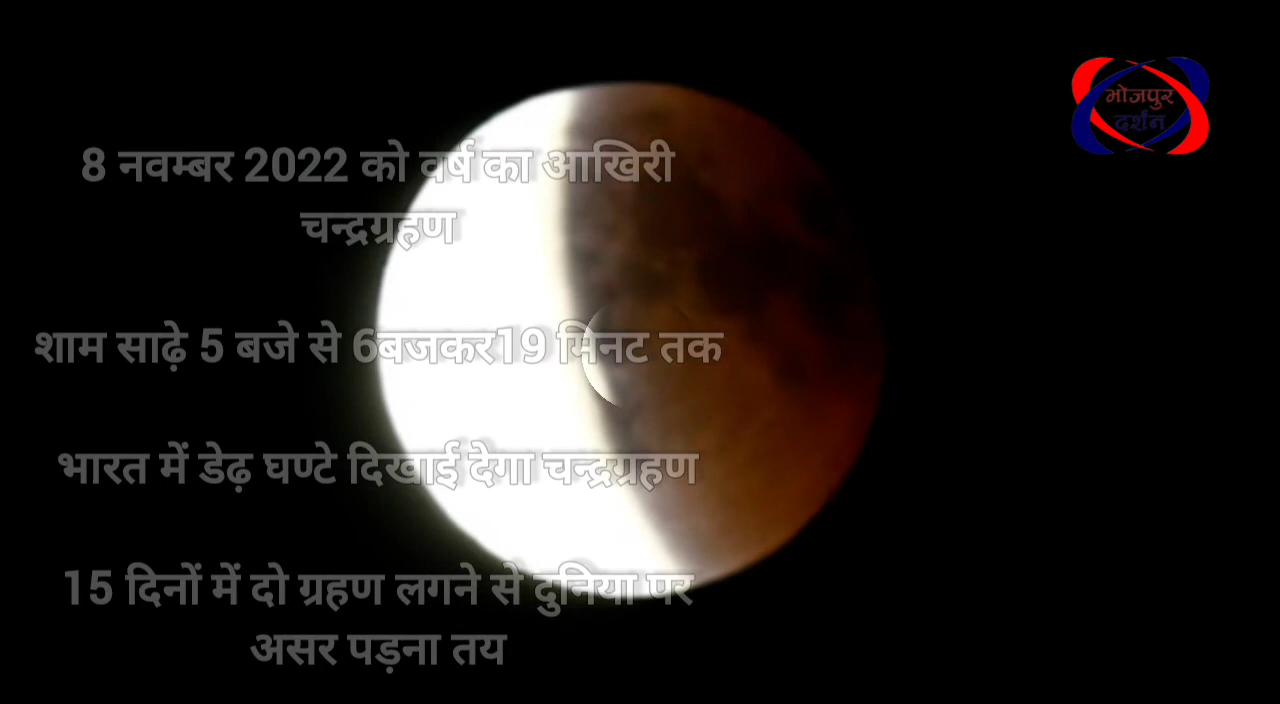 भोजपुर
दर्शन
8 नवम्बर 2022 को वर्ष का आखिरी
चन्द्रग्रहण
शाम साढ़े 5 बजे से 6बजकर19 मिनट तक
भारत में डेढ़ घण्टे दिखाई देगा चन्द्रग्रहण
15 दिनों में दो ग्रहण लगने से दुनिया पर
असर पड़ना तय